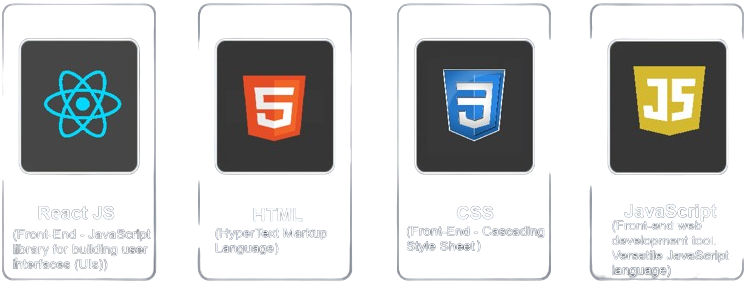 5
3
JS
React JS
(Front-End - JavaScript
library for building user
interfaces (UIs))
HTML
(HyperText Markup
Language)
CSS
(Front-End - Cascading
Style Sheet)
JavaScript
(Front-end web
development tool.
Versatile JavaScript
language)